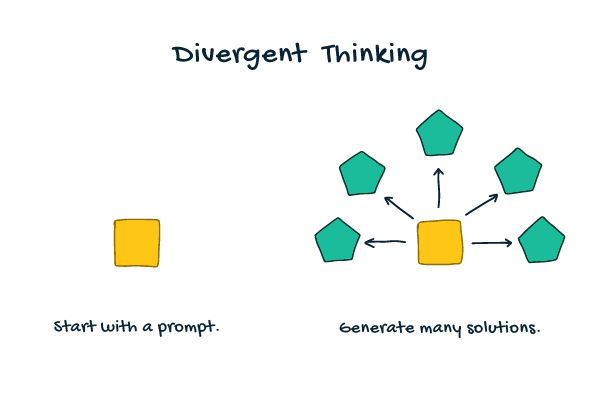 Divergent Thinking
Start with a prompt.
Generate many solutions.